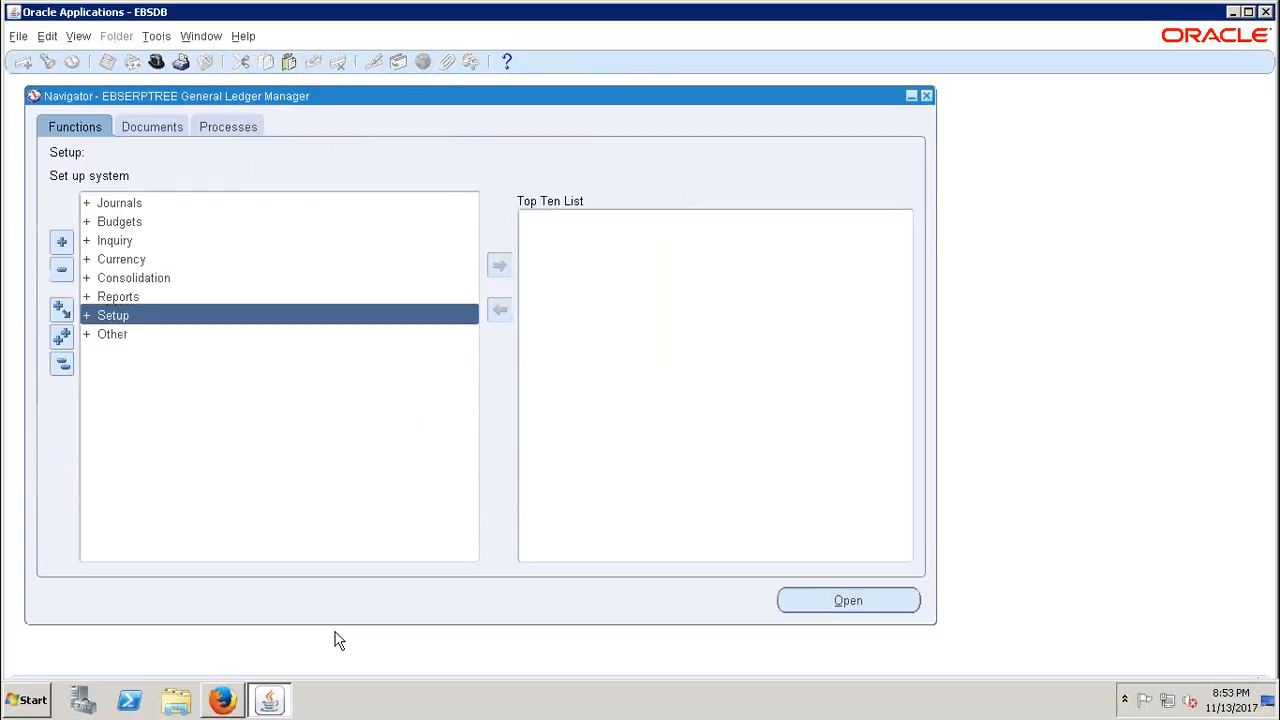 Oracle Applications - EBSDB
File Edit View Folder Tools Window Help
ORACLE
Navigator - EBSERPTREE General Ledger Manager
Functions Documents Processes
Setup:
Set up system
+ Journals
+ Budgets
+ Inquiry
+ Currency
+ Consolidation
+ Reports
+ Setup
+ Other
Top Ten List
Open
Start
8:53 PM
11/13/2017